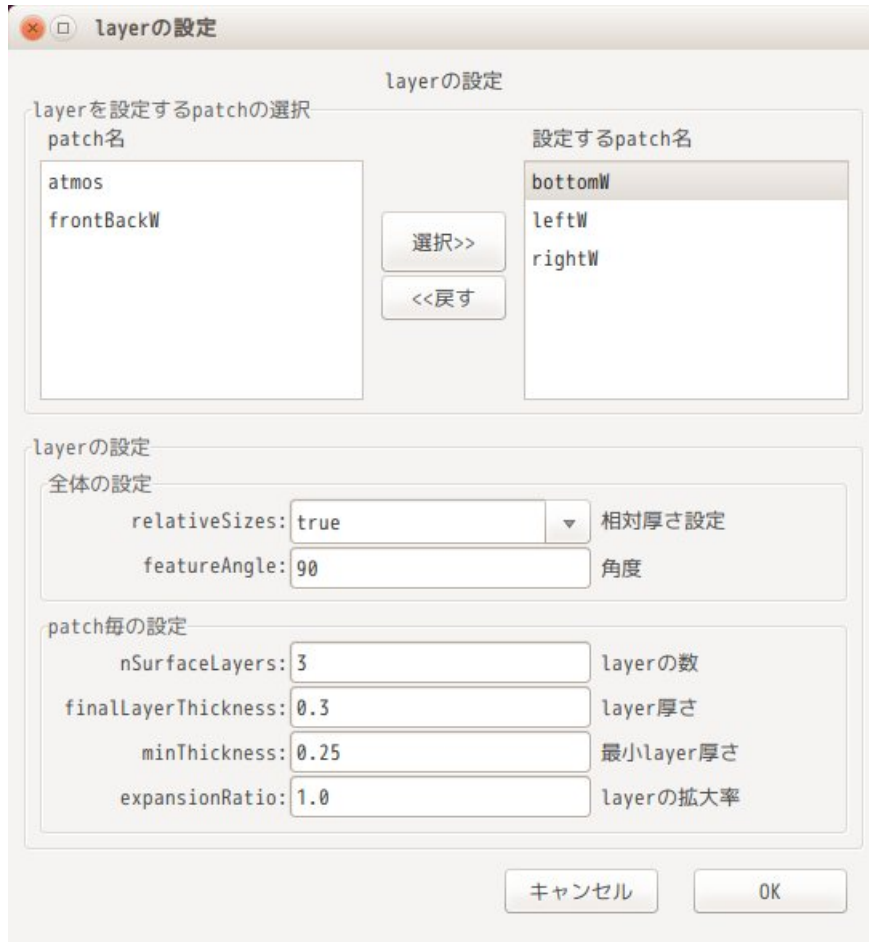 layerの設定
layerの設定
layerを設定するpatchの選択
patch名
設定するpatch名
atmos
frontBackW
選択>>
<<戻す
bottomW
leftW
rightW
layerの設定
全体の設定
relativeSizes: true 相対厚さ設定
featureAngle: 90 角度
patch毎の設定
nSurfaceLayers: 3 layerの数
finalLayerThickness: 0.3 layer厚さ
minThickness: 0.25 最小layer厚さ
expansionRatio: 1.0 layerの拡大率
キャンセル
OK